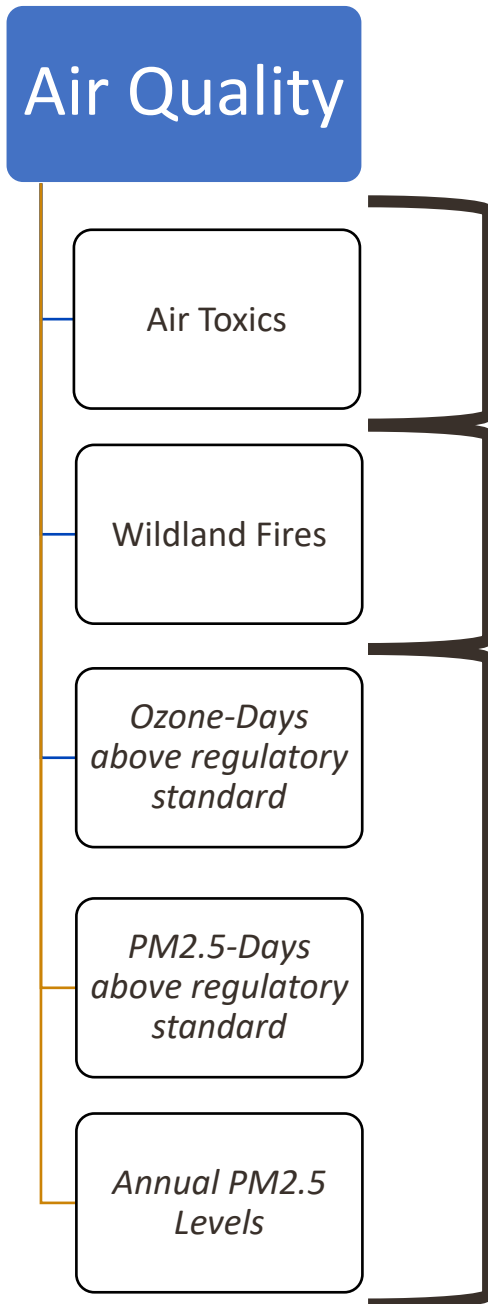 Air Quality
Air Toxics
Wildland Fires
Ozone-Days
above regulatory
standard
PM2.5-Days
above regulatory
standard
Annual PM2.5
Levels